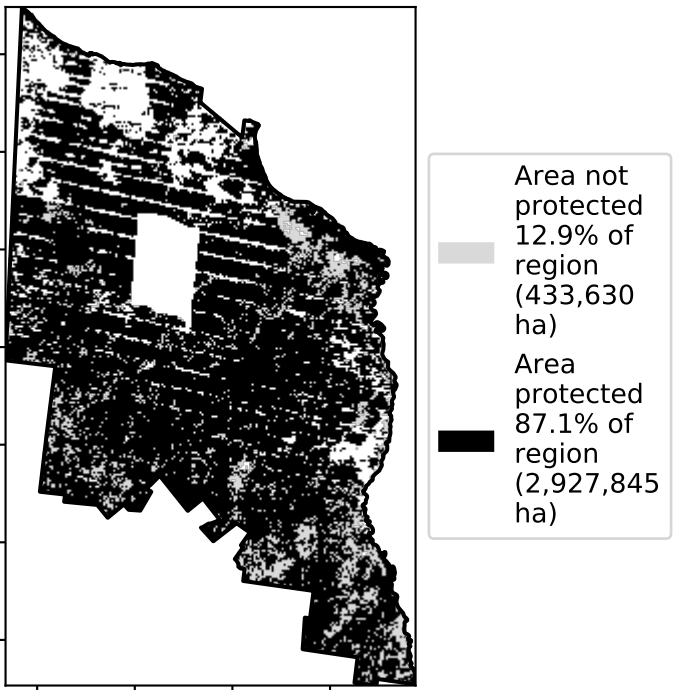 Area not
protected
12.9% of
region
(433,630
ha)
Area
protected
87.1% of
region
(2,927,845
ha)